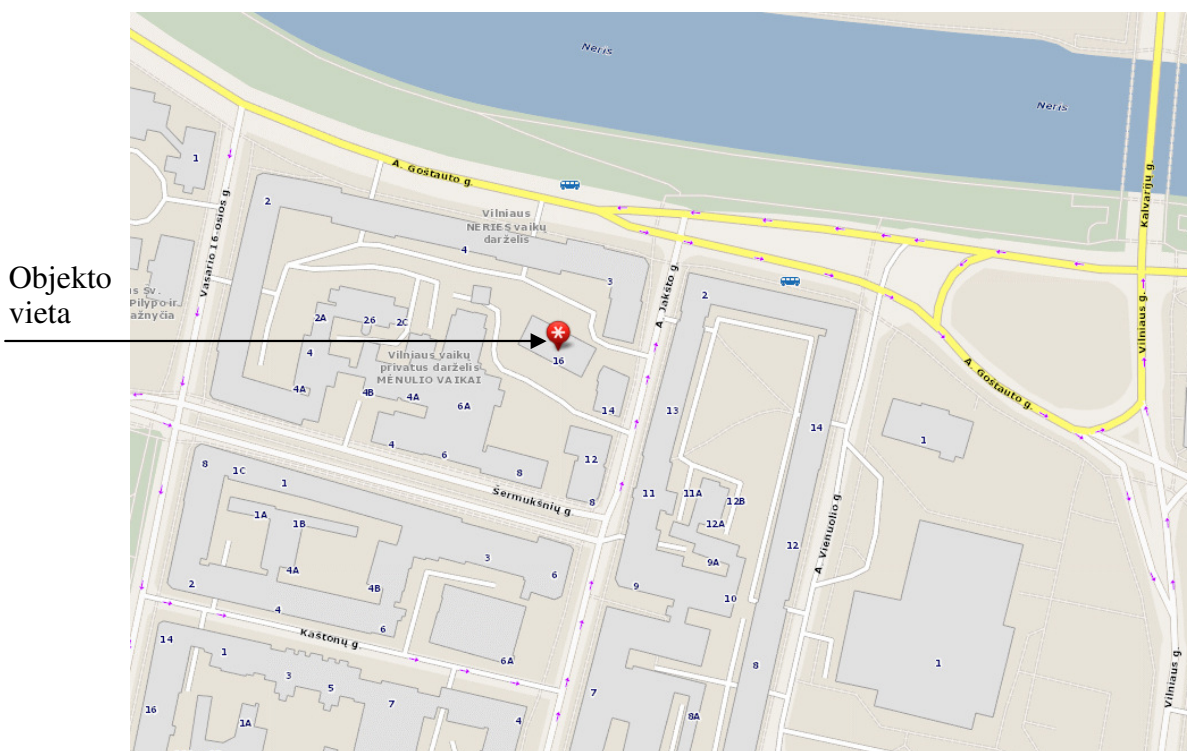 Objekto
vieta
Neris
Neris
Kalvarijų g.
A. Goštauto g.
Vilniaus
NERIES vaikų
darželis
Vasario 16-osios g.
1
2
4
3
A. Jakšto g.
2
us Šv.
Pilypo ir
ažnyčia
2A
26
2C
4
Vilniaus vaikų
privatus darželis
MĖNULIO VAIKAI
16
14
4A
4B
4A
6A
4
6
8
12
8
Šermukšnių g.
13
14
11
11A
12B
12A
9A
9
10
12
8
7
8A
A. Vienuolio g.
A. Goštauto g.
Vilniaus g.
1
1
Vilniaus g.
8
1C
1
1A
1B
4A
4B
3
6
2
4
6
6A
Kaštonų g.
14
1
3
5
7
4
16
1A